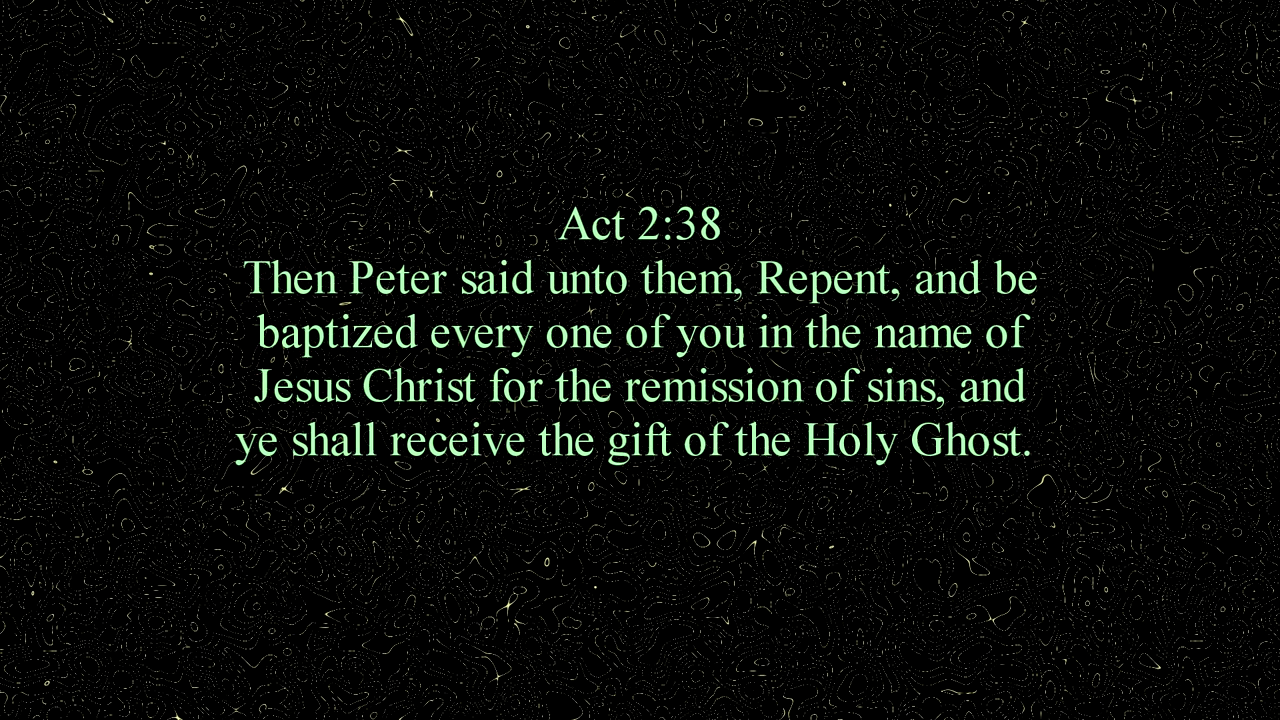 Act 2:38
Then Peter said unto them, Repent, and be
baptized every one of you in the name of
Jesus Christ for the remission of sins, and
ye shall receive the gift of the Holy Ghost.